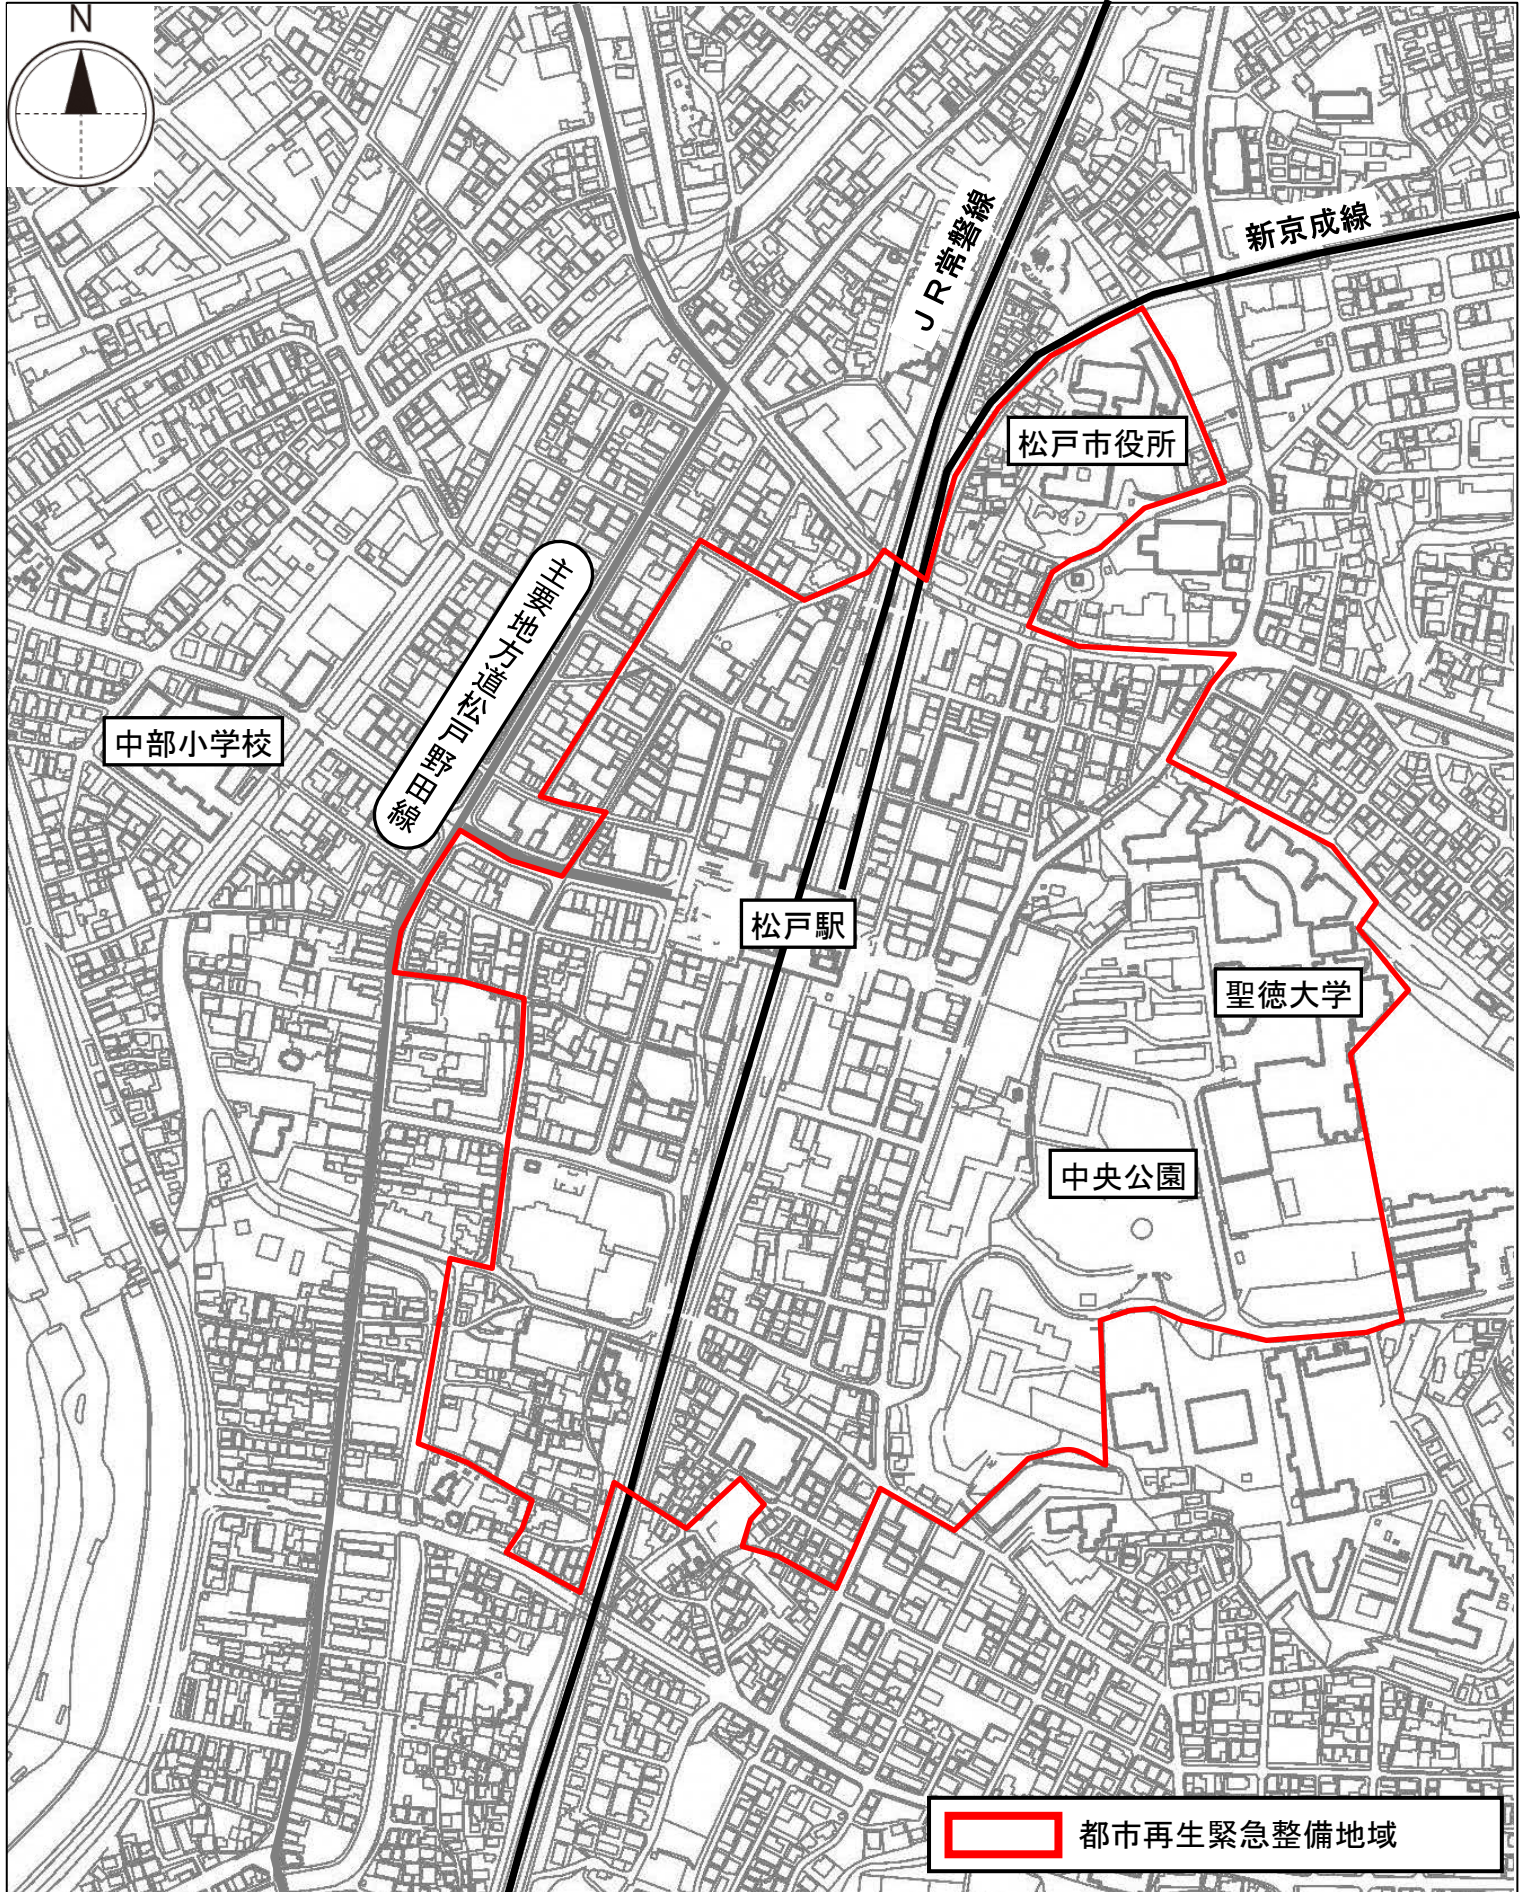 N
JR常磐線
新京成線
松戸市役所
主要地方道松戸野田線
中部小学校
松戸駅
聖徳大学
中央公園
都市再生緊急整備地域